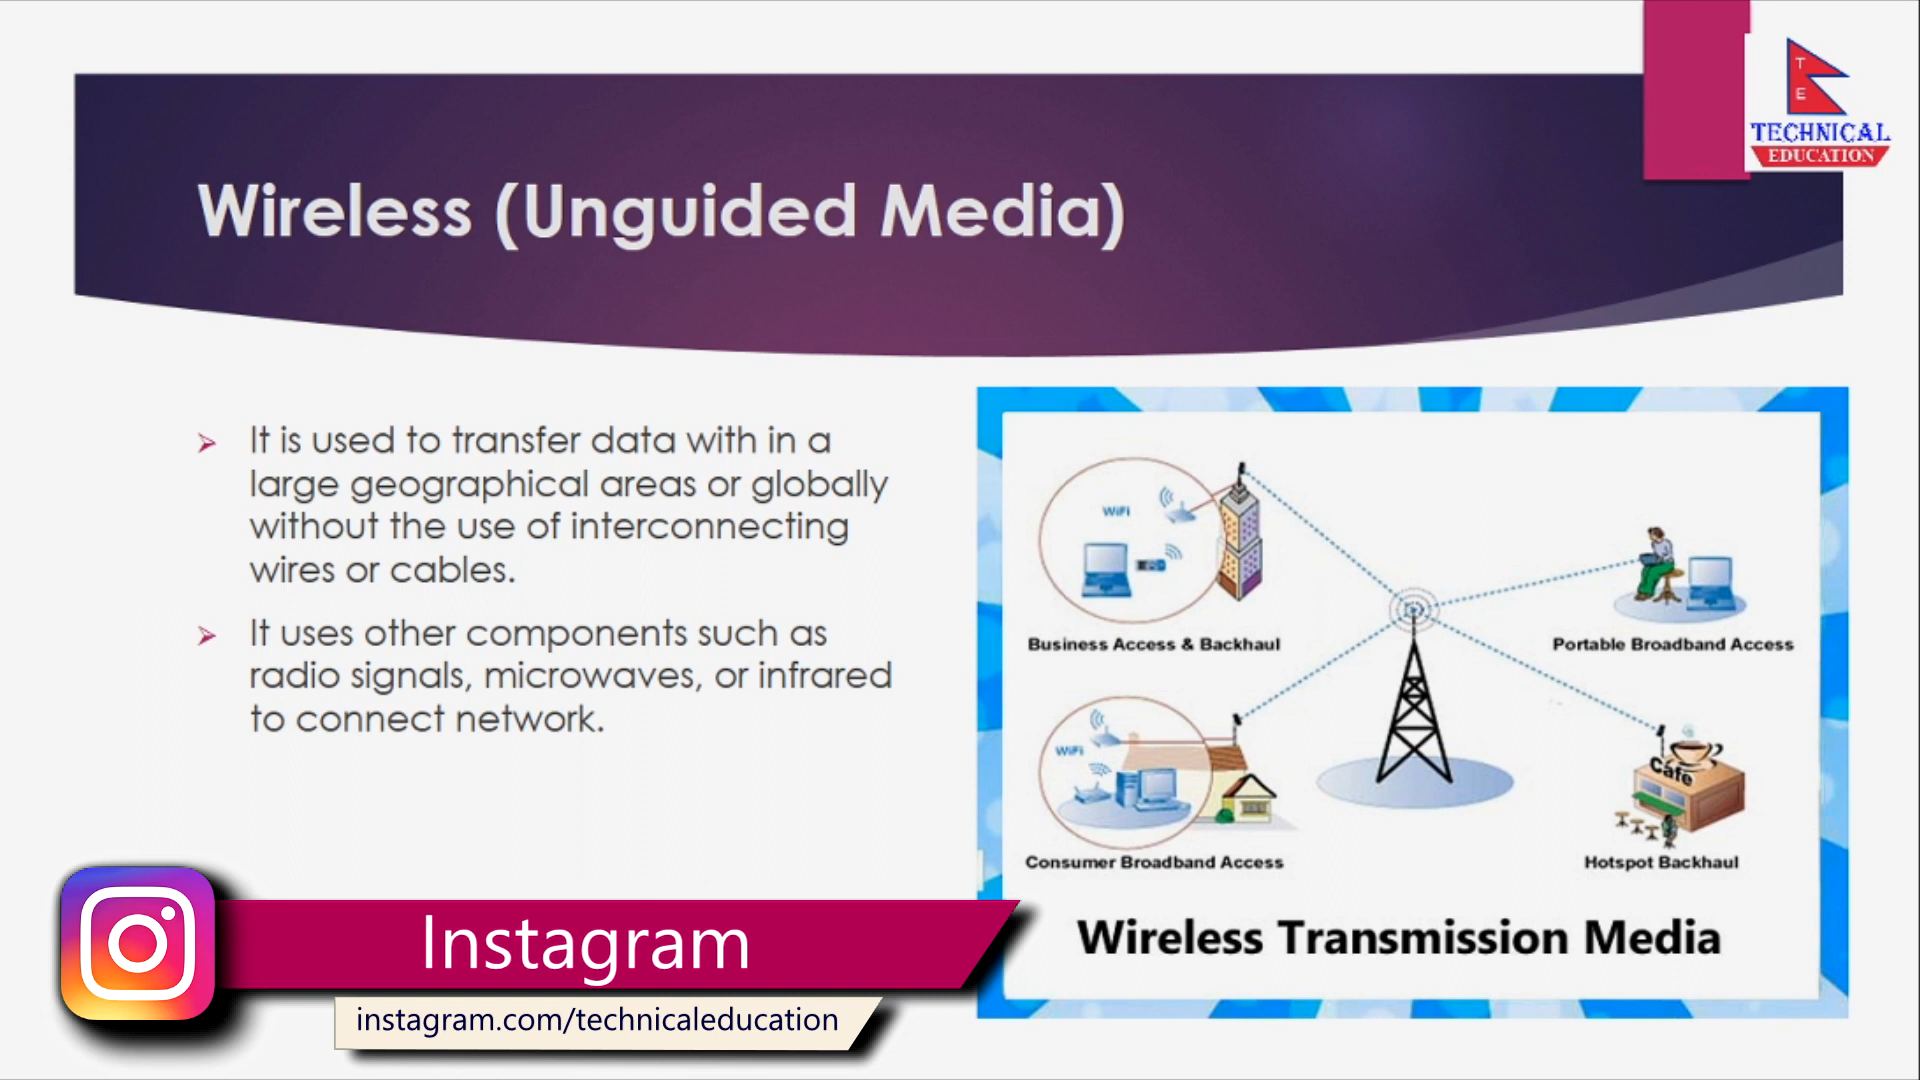 T
E
TECHNICAL
EDUCATION
Wireless (Unguided Media)
It is used to transfer data with in a
large geographical areas or globally
without the use of interconnecting
wires or cables.
It uses other components such as
radio signals, microwaves, or infrared
to connect network.
WiFi
Business Access & Backhaul
Portable Broadband Access
WiFi
Cafe
Consumer Broadband Access
Hotspot Backhaul
Wireless Transmission Media
Instagram
instagram.com/technicaleducation